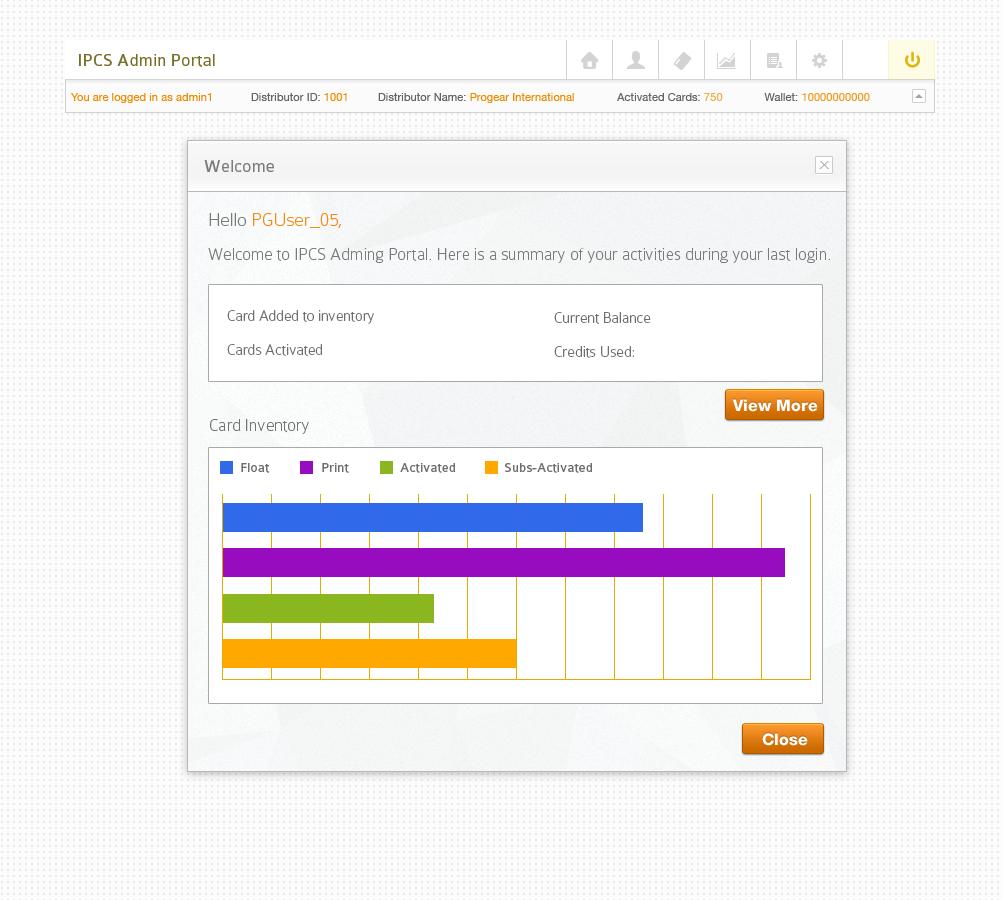 IPCS Admin Portal
You are logged in as admin1 Distributor ID: 1001 Distributor Name: Progear International Activated Cards: 750 Wallet: 10000000000
Welcome
Hello PGUser_05,
Welcome to IPCS Adming Portal. Here is a summary of your activities during your last login.
Card Added to inventory Current Balance
Cards Activated Credits Used:
View More
Card Inventory
Float Print Activated Subs-Activated
Close